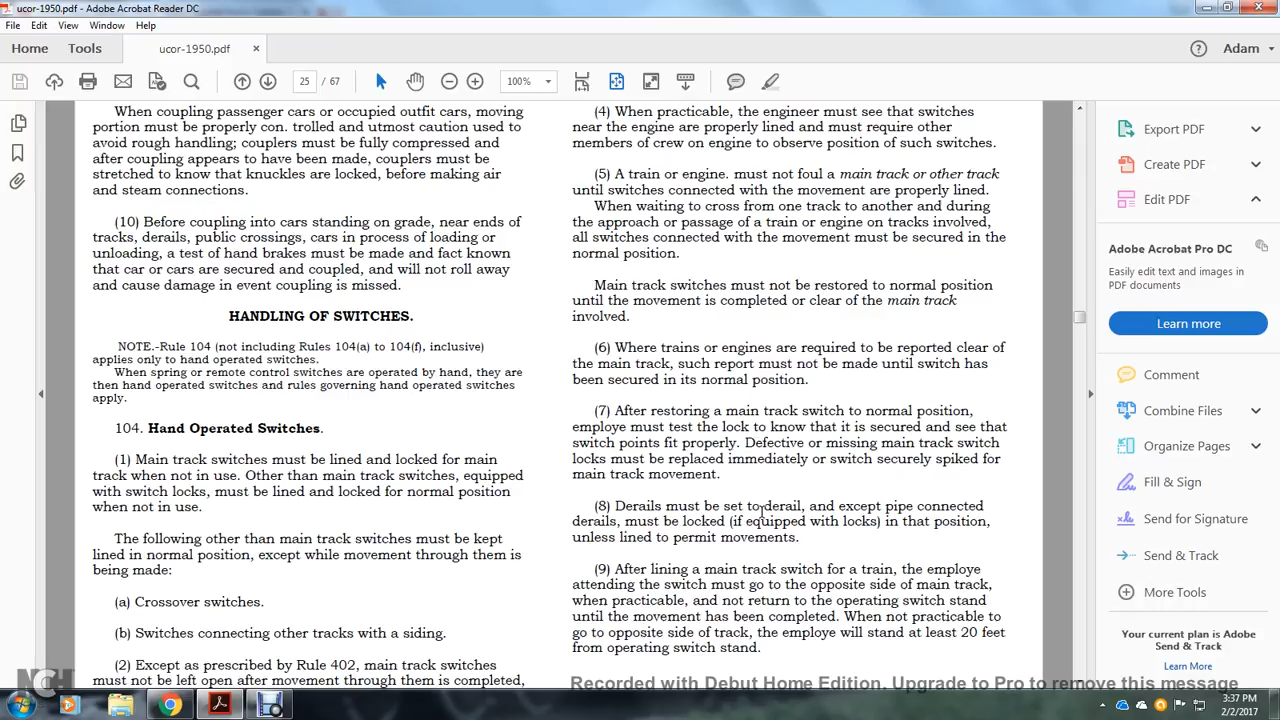 ucor-1950.pdf - Adobe Acrobat Reader DC
File Edit View Window Help
Home Tools ucor-1950.pdf × Adam
25 / 67 100%
When coupling passenger cars or occupied outfit cars, moving
portion must be properly con. trolled and utmost caution used to
avoid rough handling; couplers must be fully compressed and
after coupling appears to have been made, couplers must be
stretched to know that knuckles are locked, before making air
and steam connections.
(10) Before coupling into cars standing on grade, near ends of
tracks, derails, public crossings, cars in process of loading or
unloading, a test of hand brakes must be made and fact known
that car or cars are secured and coupled, and will not roll away
and cause damage in event coupling is missed.
HANDLING OF SWITCHES.
NOTE.-Rule 104 (not including Rules 104(a) to 104(f), inclusive)
applies only to hand operated switches.
When spring or remote control switches are operated by hand, they are
then hand operated switches and rules governing hand operated switches
apply.
104. Hand Operated Switches.
(1) Main track switches must be lined and locked for main
track when not in use. Other than main track switches, equipped
with switch locks, must be lined and locked for normal position
when not in use.
The following other than main track switches must be kept
lined in normal position, except while movement through them is
being made:
(a) Crossover switches.
(b) Switches connecting other tracks with a siding.
(2) Except as prescribed by Rule 402, main track switches
must not be left open after movement through them is completed,
(4) When practicable, the engineer must see that switches
near the engine are properly lined and must require other
members of crew on engine to observe position of such switches.
(5) A train or engine. must not foul a main track or other track
until switches connected with the movement are properly lined.
When waiting to cross from one track to another and during
the approach or passage of a train or engine on tracks involved,
all switches connected with the movement must be secured in the
normal position.
Main track switches must not be restored to normal position
until the movement is completed or clear of the main track
involved.
(6) Where trains or engines are required to be reported clear of
the main track, such report must not be made until switch has
been secured in its normal position.
(7) After restoring a main track switch to normal position,
employe must test the lock to know that it is secured and see that
switch points fit properly. Defective or missing main track switch
locks must be replaced immediately or switch securely spiked for
main track movement.
(8) Derails must be set to derail, and except pipe connected
derails, must be locked (if equipped with locks) in that position,
unless lined to permit movements.
(9) After lining a main track switch for a train, the employe
attending the switch must go to the opposite side of main track,
when practicable, and not return to the operating switch stand
until the movement has been completed. When not practicable to
go to opposite side of track, the employe will stand at least 20 feet
from operating switch stand.
Export PDF
Create PDF
Edit PDF
Adobe Acrobat Pro DC
Easily edit text and images in
PDF documents
Learn more
Comment
Combine Files
Organize Pages
Fill & Sign
Send for Signature
Send & Track
More Tools
Your current plan is Adobe
Send & Track
Learn More
NCH
Recorded with Debut Home Edition. Upgrade to Pro to remove this message
3:37 PM
2/2/2017